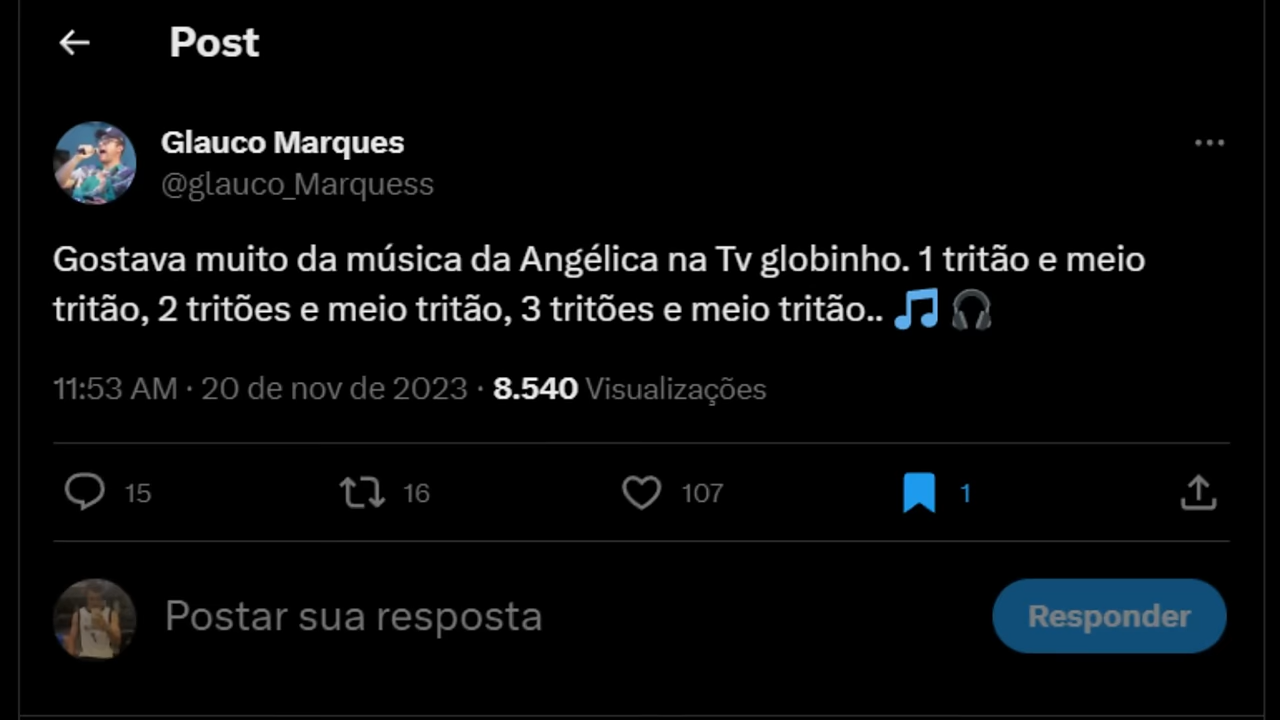 Post
Glauco Marques
@glauco_Marquess
Gostava muito da música da Angélica na Tv globinho. 1 tritão e meio
tritão, 2 tritões e meio tritão, 3 tritões e meio tritão.. 🎵 🎧
11:53 AM · 20 de nov de 2023 · 8.540 Visualizações
15 16 107 1
Postar sua resposta Responder